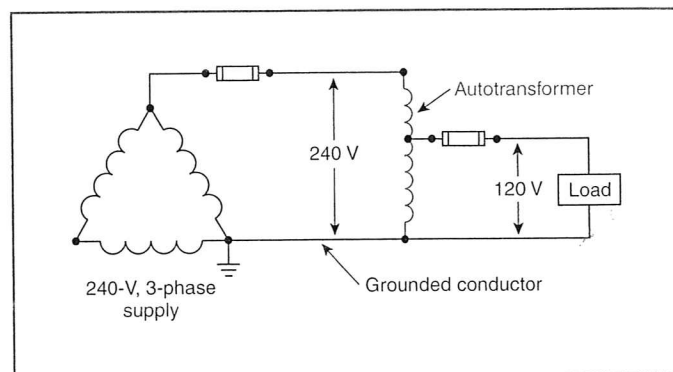 Autotransformer
240 V
120 V
Load
Grounded conductor
240-V, 3-phase
supply